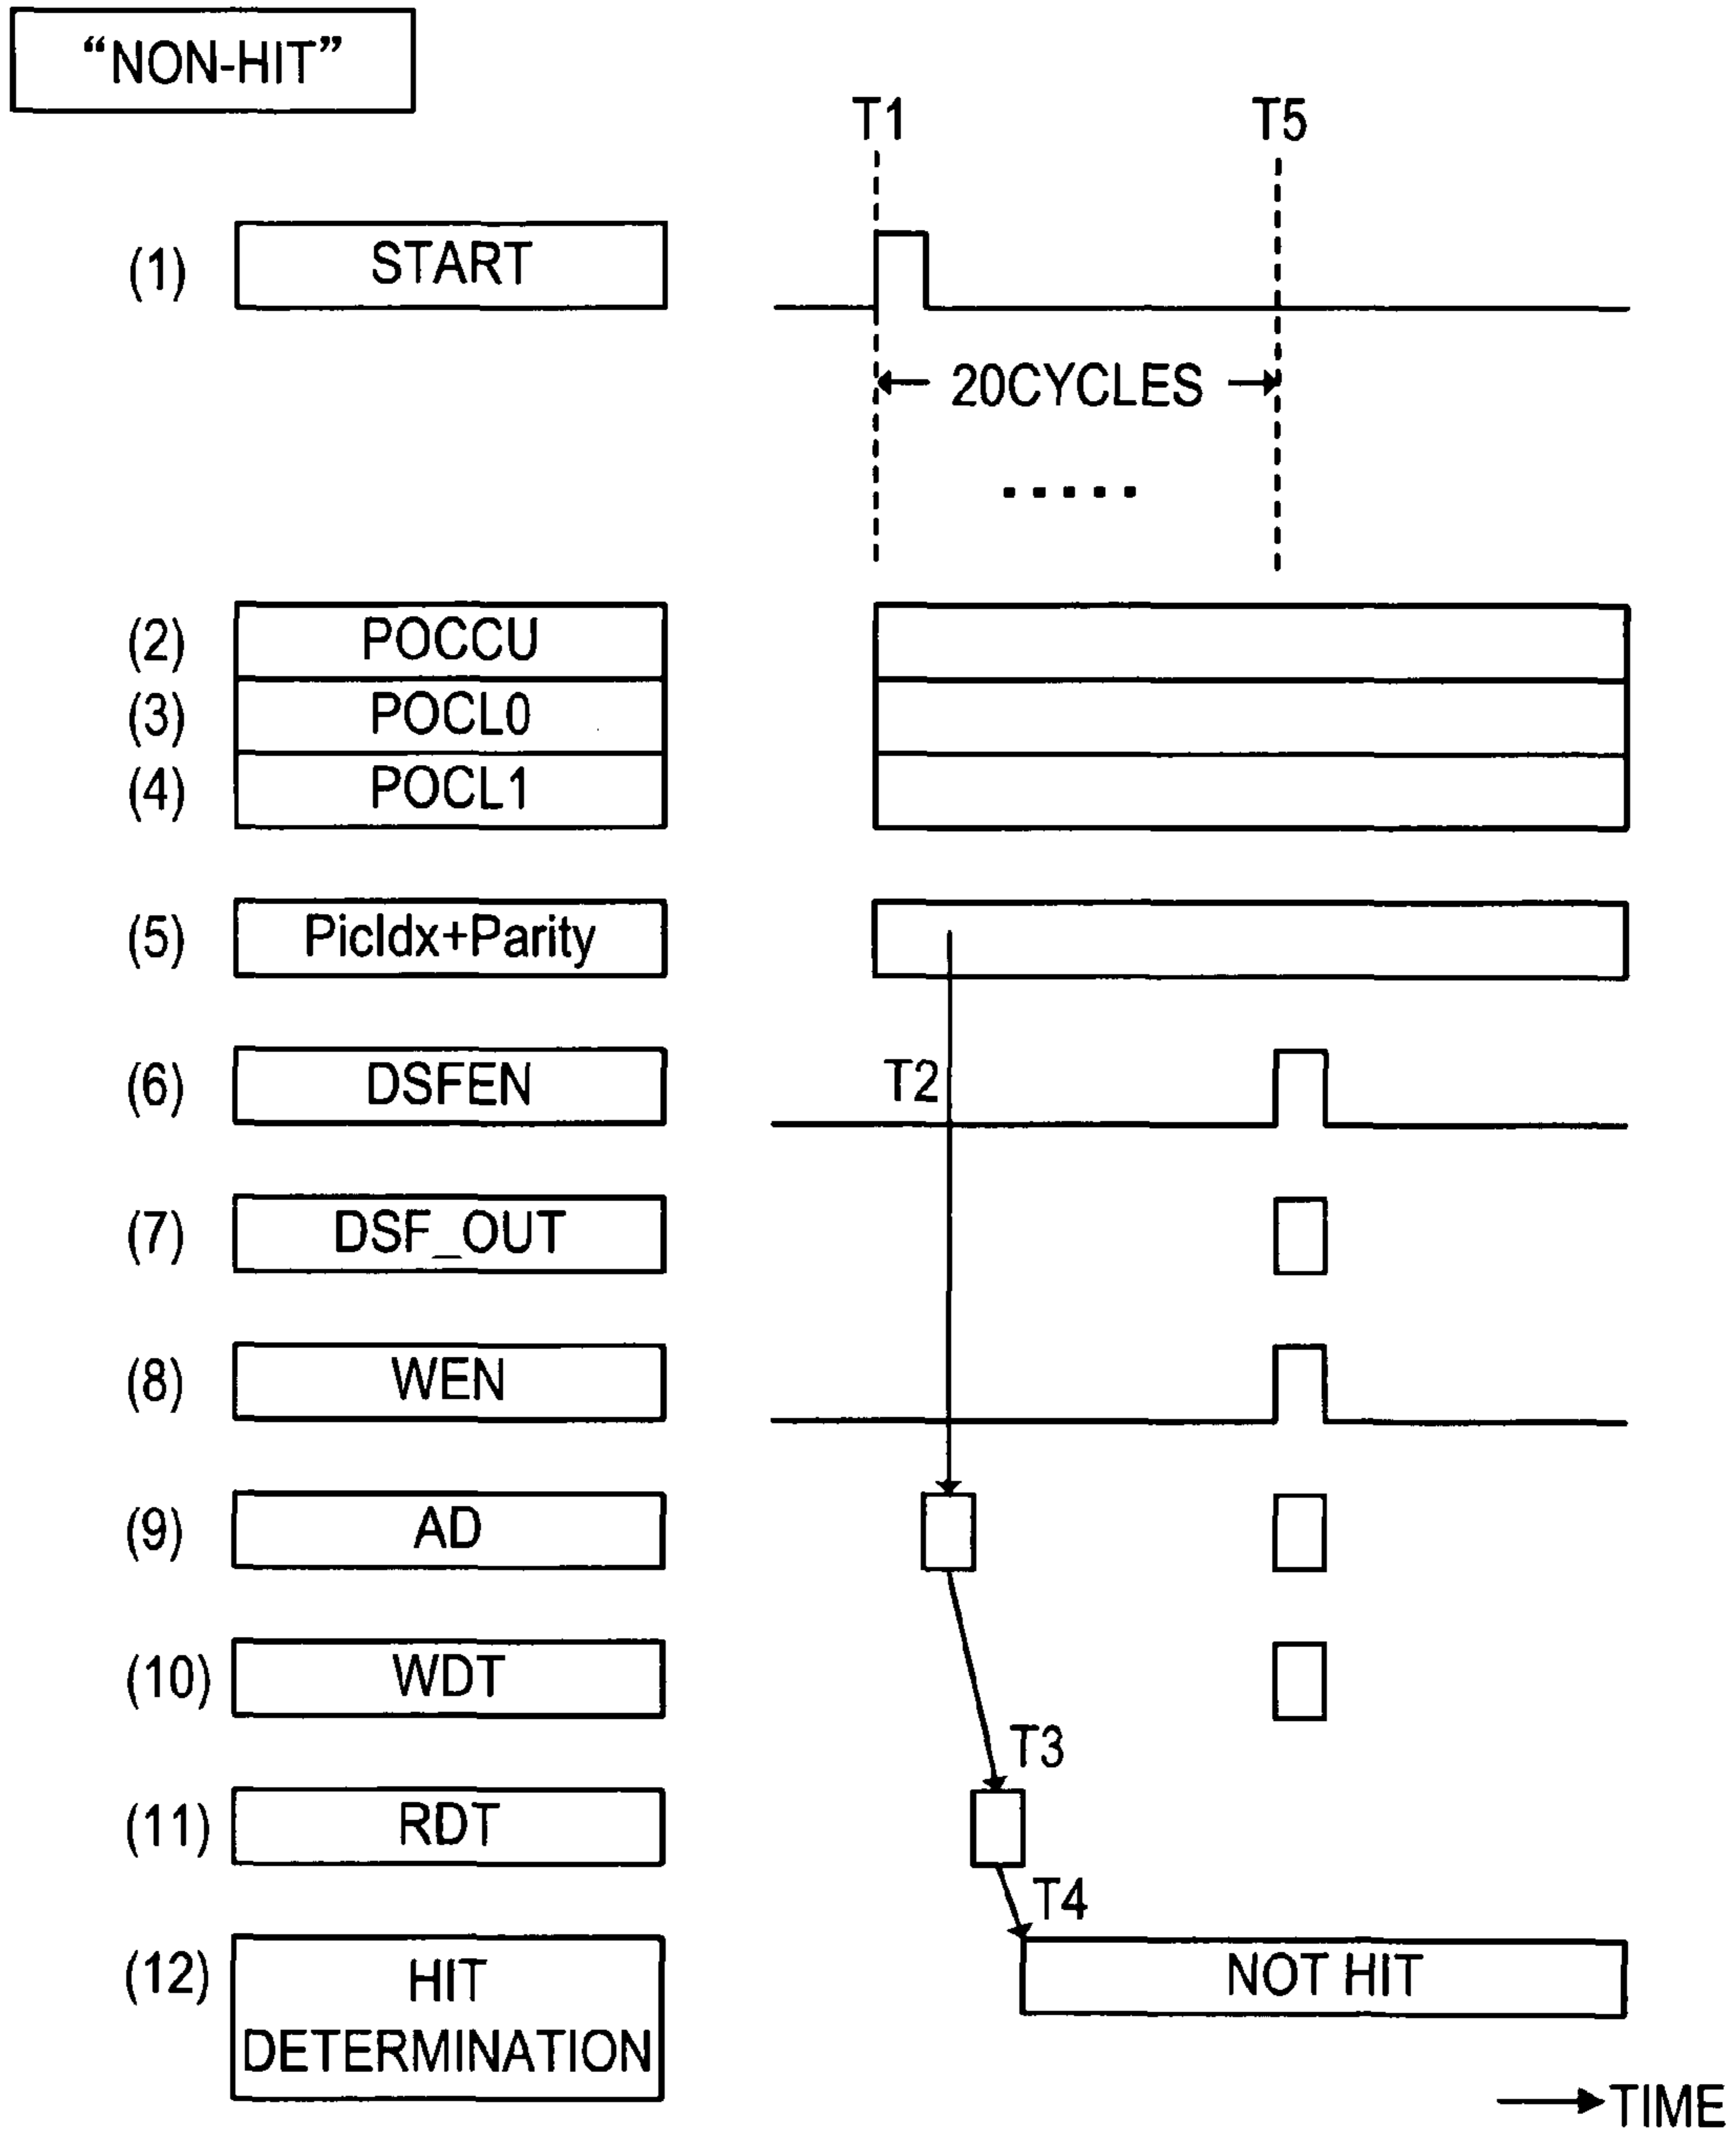 “NON-HIT”
T1
T5
(1) START
20CYCLES
(2) POCCU
(3) POCL0
(4) POCL1
(5) PicIdx+Parity
(6) DSFEN
T2
(7) DSF_OUT
(8) WEN
(9) AD
(10) WDT
T3
(11) RDT
T4
(12) HIT DETERMINATION
NOT HIT
TIME